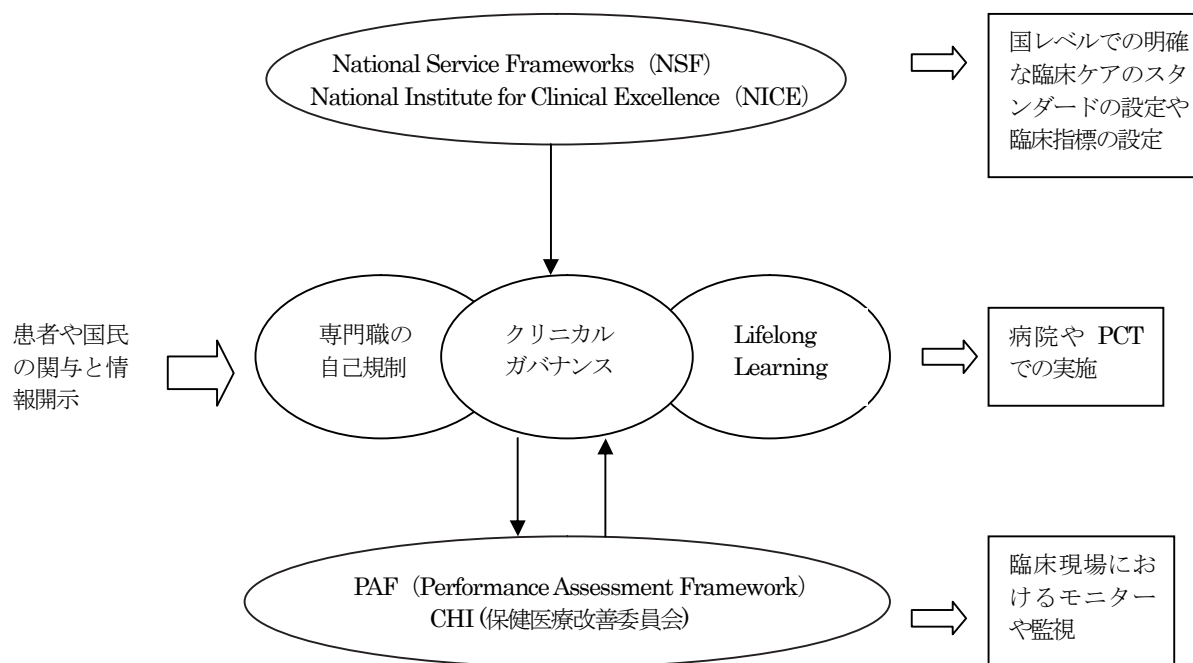 National Service Frameworks（NSF）
National Institute for Clinical Excellence（NICE）
国レベルでの明確
な臨床ケアのスタ
ンダードの設定や
臨床指標の設定
患者や国民
の関与と情
報開示
専門職の
自己規制
クリニカル
ガバナンス
Lifelong
Learning
病院や PCT
での実施
PAF（Performance Assessment Framework）
CHI (保健医療改善委員会)
臨床現場にお
けるモニター
や監視